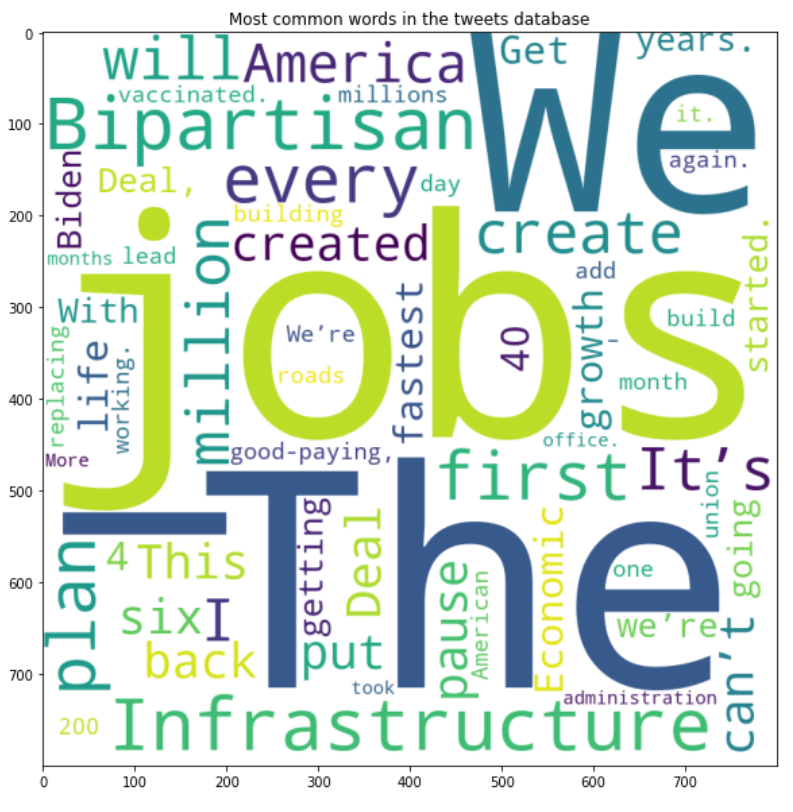 Most common words in the tweets database
0
100
200
300
400
500
600
700
0
100
200
300
400
500
600
700
will
America
We
Get
years.
vaccinated.
millions
Bipartisan
it.
again.
Biden
Deal,
every
day
building
created
create
months
lead
million
jobs
add
started.
With
We’re
fastest
40
growth
–
build
replacing
life
working.
roads
month
More
good-paying,
office.
first
It’s
—
The
plan
4
This
getting
Deal
Economic
union
going
one
six
I
pause
American
we’re
back
put
took
administration
can’t
200
Infrastructure